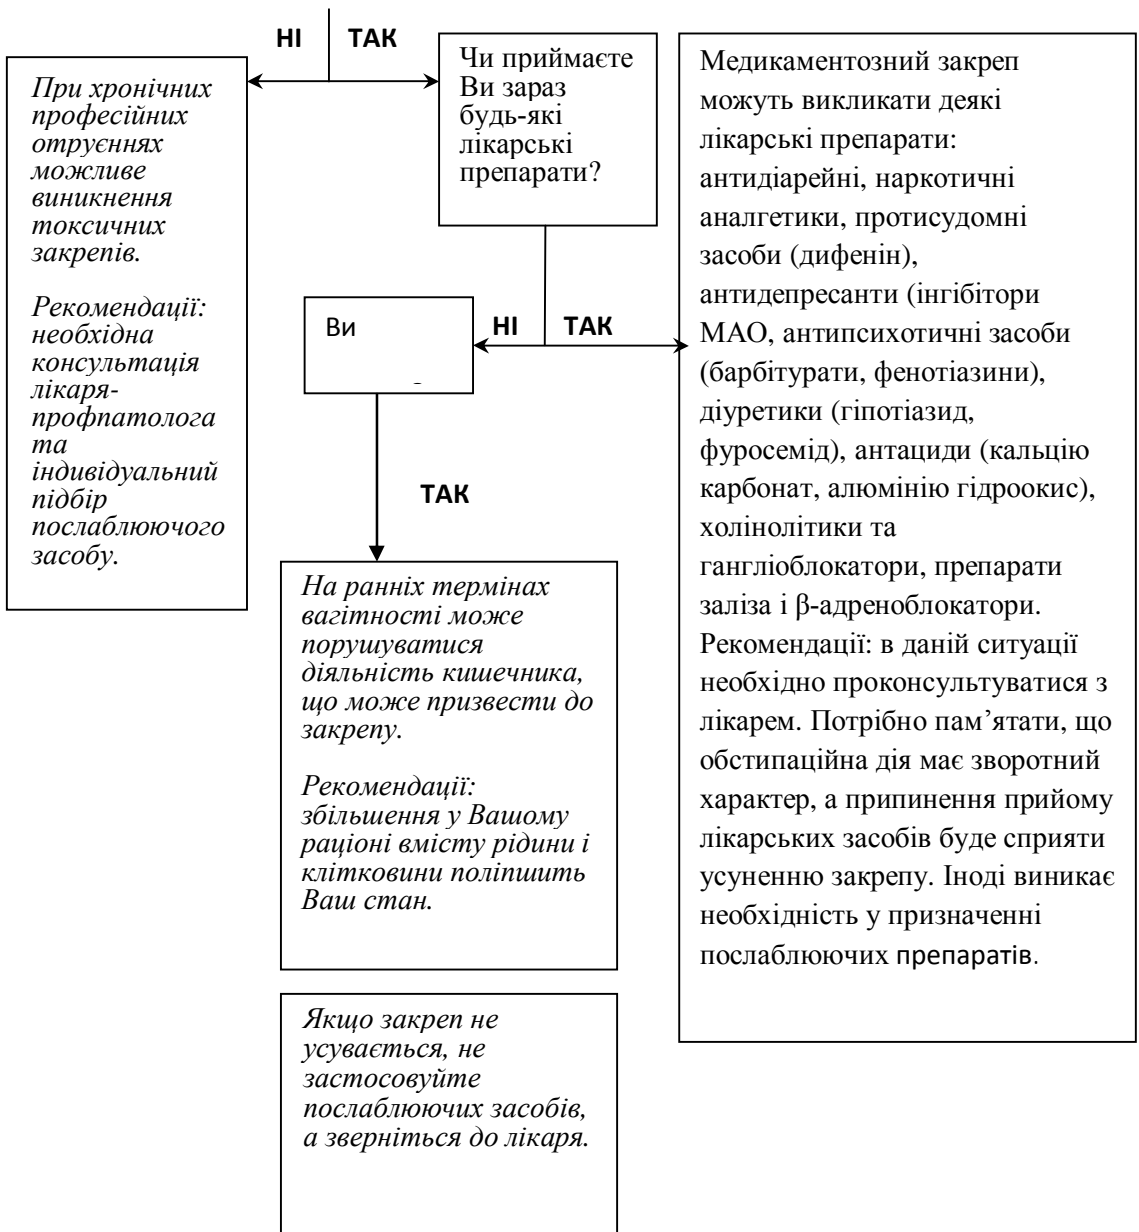 НІ
ТАК
При хронічних
професійних
отруєннях
можливе
виникнення
токсичних
закрепів.
Рекомендації:
необхідна
консультація
лікаря-
профпатолога
та
індивідуальний
підбір
послаблюючого
засобу.
Чи приймаєте
Ви зараз
будь-які
лікарські
препарати?
Ви
НІ
ТАК
ТАК
На ранніх термінах
вагітності може
порушуватися
діяльність кишечника,
що може призвести до
закрепу.
Рекомендації:
збільшення у Вашому
раціоні вмісту рідини і
клітковини поліпшить
Ваш стан.
Якщо закреп не
усувається, не
застосовуйте
послаблюючих засобів,
а зверніться до лікаря.
Медикаментозний закреп
можуть викликати деякі
лікарські препарати:
антидіарейні, наркотичні
аналгетики, протисудомні
засоби (дифенін),
антидепресанти (інгібітори
МАО, антипсихотичні засоби
(барбітурати, фенотіазини),
діуретики (гіпотіазид,
фуросемід), антациди (кальцію
карбонат, алюмінію гідроокис),
холінолітики та
гангліоблокатори, препарати
заліза і β-адреноблокатори.
Рекомендації: в даній ситуації
необхідно проконсультуватися з
лікарем. Потрібно пам’ятати, що
обстипаційна дія має зворотний
характер, а припинення прийому
лікарських засобів буде сприяти
усуненню закрепу. Іноді виникає
необхідність у призначенні
послаблюючих препаратів.